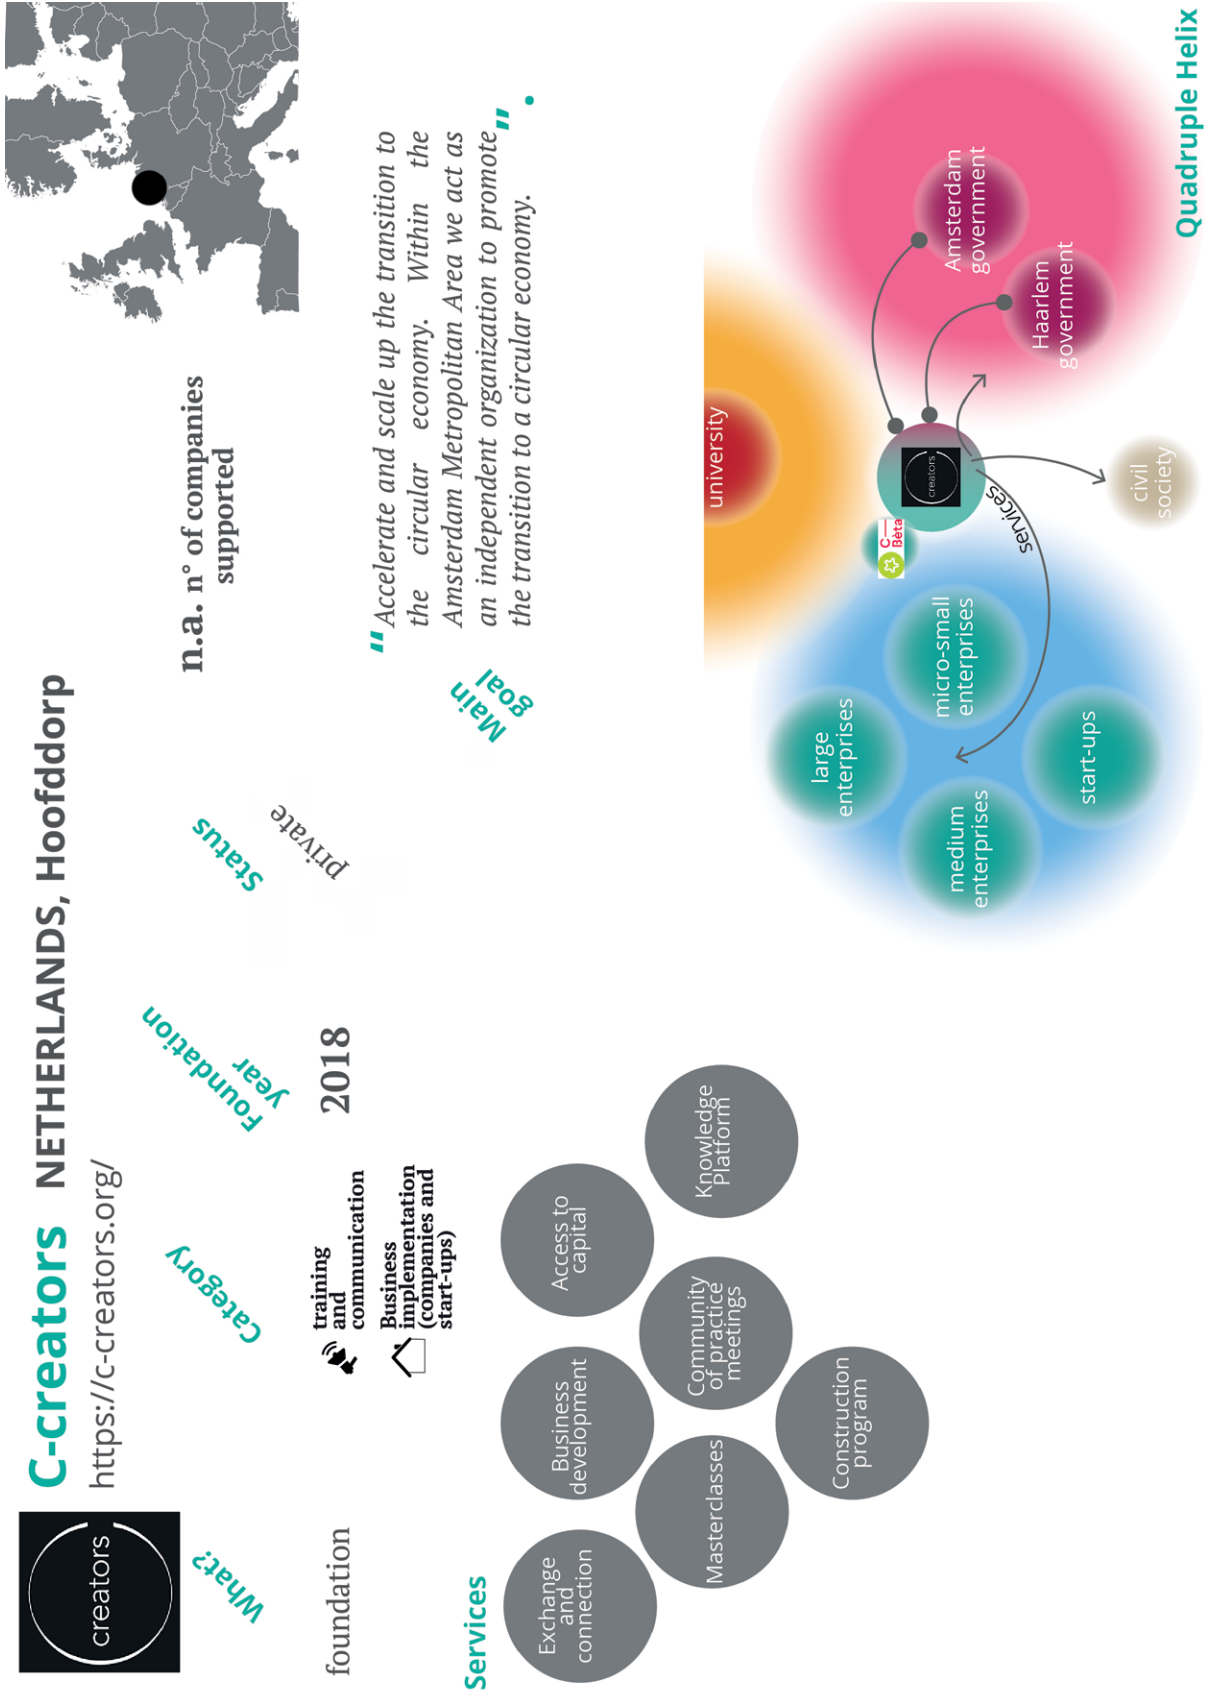 creators
C-creators NETHERLANDS, Hoofddorp
https://c-creators.org/
What?
foundation
Category
training
and
communication
Business
implementation
(companies and
start-ups)
Foundation
year
2018
Status
private
n.a. n° of companies
supported
Main
goal
"Accelerate and scale up the transition to
the circular economy. Within the
Amsterdam Metropolitan Area we act as
an independent organization to promote
the transition to a circular economy.".
Services
Exchange
and
connection
Business
development
Access to
capital
Masterclasses
Community
of practice
meetings
Knowledge
Platform
Construction
program
large
enterprises
medium
enterprises
micro-small
enterprises
start-ups
C—
Bèta
creators
services
university
civil
society
Amsterdam
government
Haarlem
government
Quadruple Helix